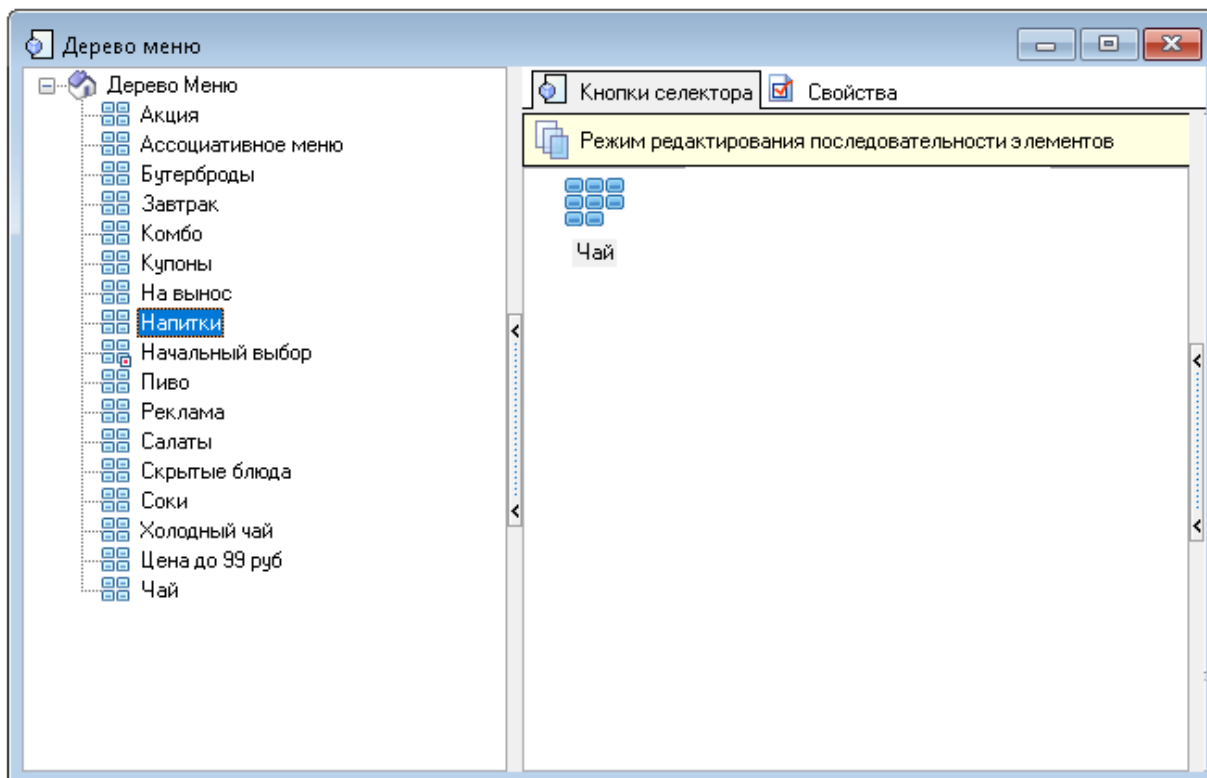 Дерево меню
Дерево Меню
Акция
Ассоциативное меню
Бутерброды
Завтрак
Комбо
Купоны
На вынос
Напитки
Начальный выбор
Пиво
Реклама
Салаты
Скрытые блюда
Соки
Холодный чай
Цена до 99 руб
Чай
Кнопки селектора
Свойства
Режим редактирования последовательности элементов
Чай